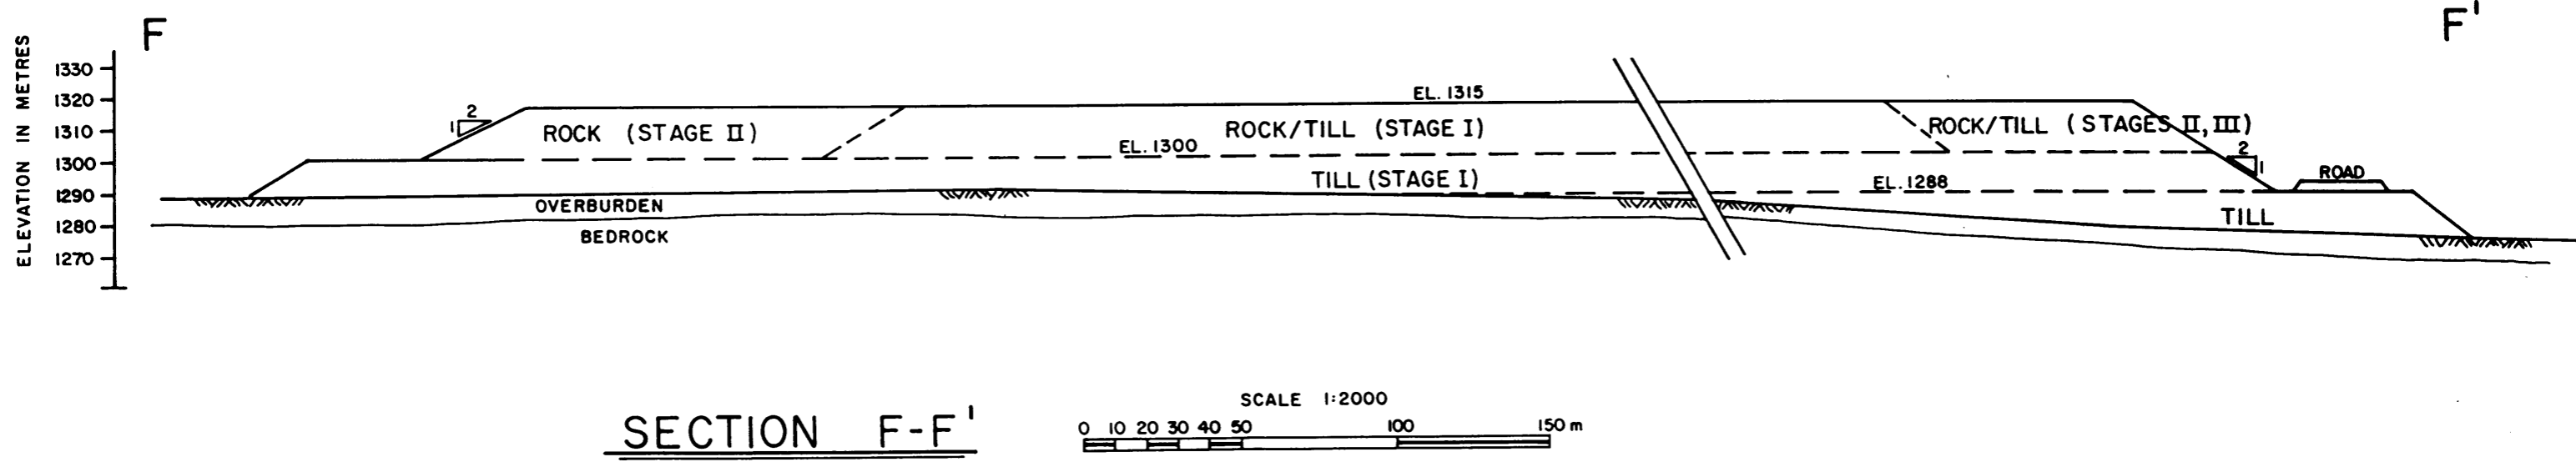 F
F'
ELEVATION IN METRES
1330
1320
1310
1300
1290
1280
1270
2
1
ROCK (STAGE II)
EL. 1315
ROCK/TILL (STAGE I)
ROCK/TILL (STAGES II, III)
EL. 1300
2
1
TILL (STAGE I)
EL. 1288
ROAD
OVERBURDEN
TILL
BEDROCK
SCALE 1:2000
SECTION F-F'
0 10 20 30 40 50 100 150 m